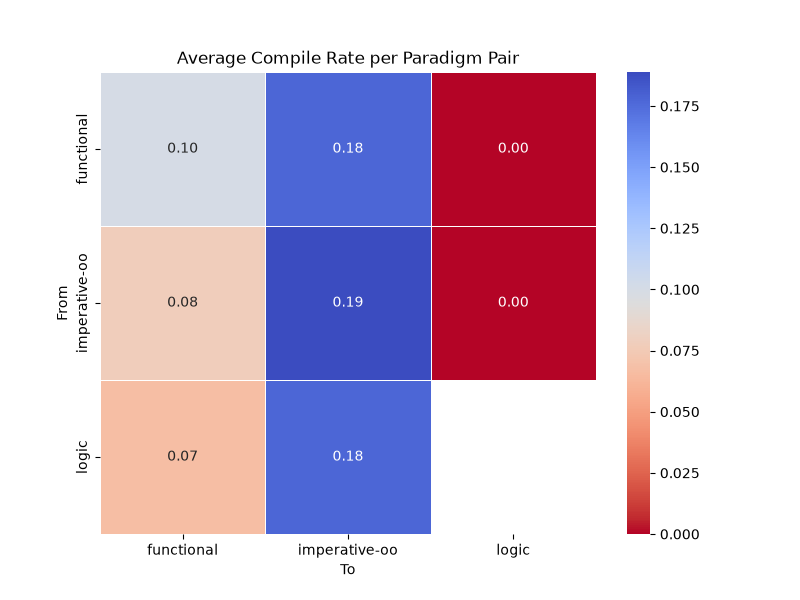 Average Compile Rate per Paradigm Pair
From
functional
0.10
0.18
0.00
imperative-oo
0.08
0.19
0.00
logic
0.07
0.18
functional
imperative-oo
logic
To
0.175
0.150
0.125
0.100
0.075
0.050
0.025
0.000